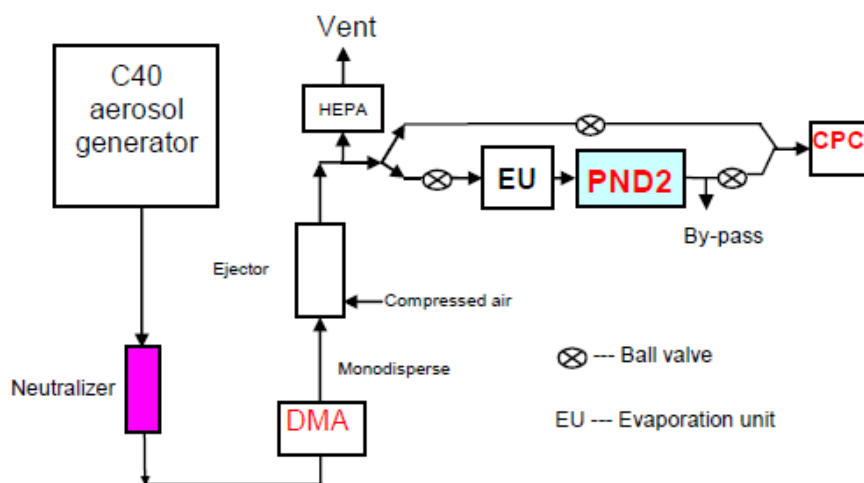 Vent
C40
aerosol
generator
HEPA
CPC
EU
PND2
By-pass
Ejector
Compressed air
Neutralizer
Monodisperse
DMA
--- Ball valve
EU --- Evaporation unit